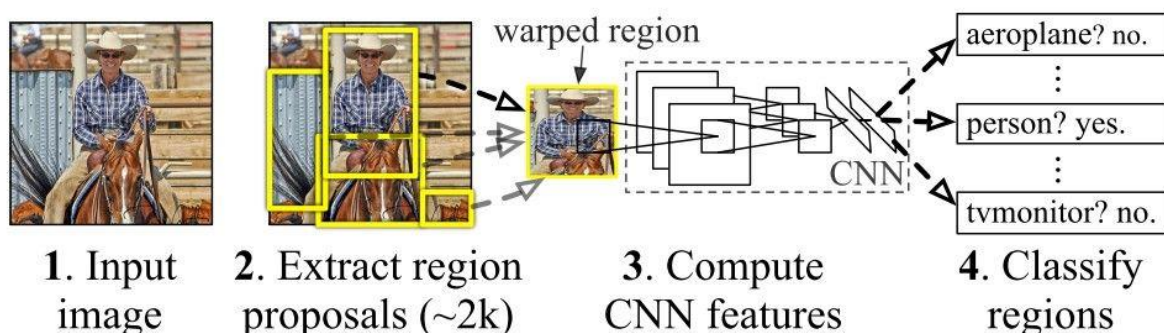 warped region
aeroplane? no.
person? yes.
CNN
tvmonitor? no.
1. Input
image
2. Extract region
proposals (~2k)
3. Compute
CNN features
4. Classify
regions